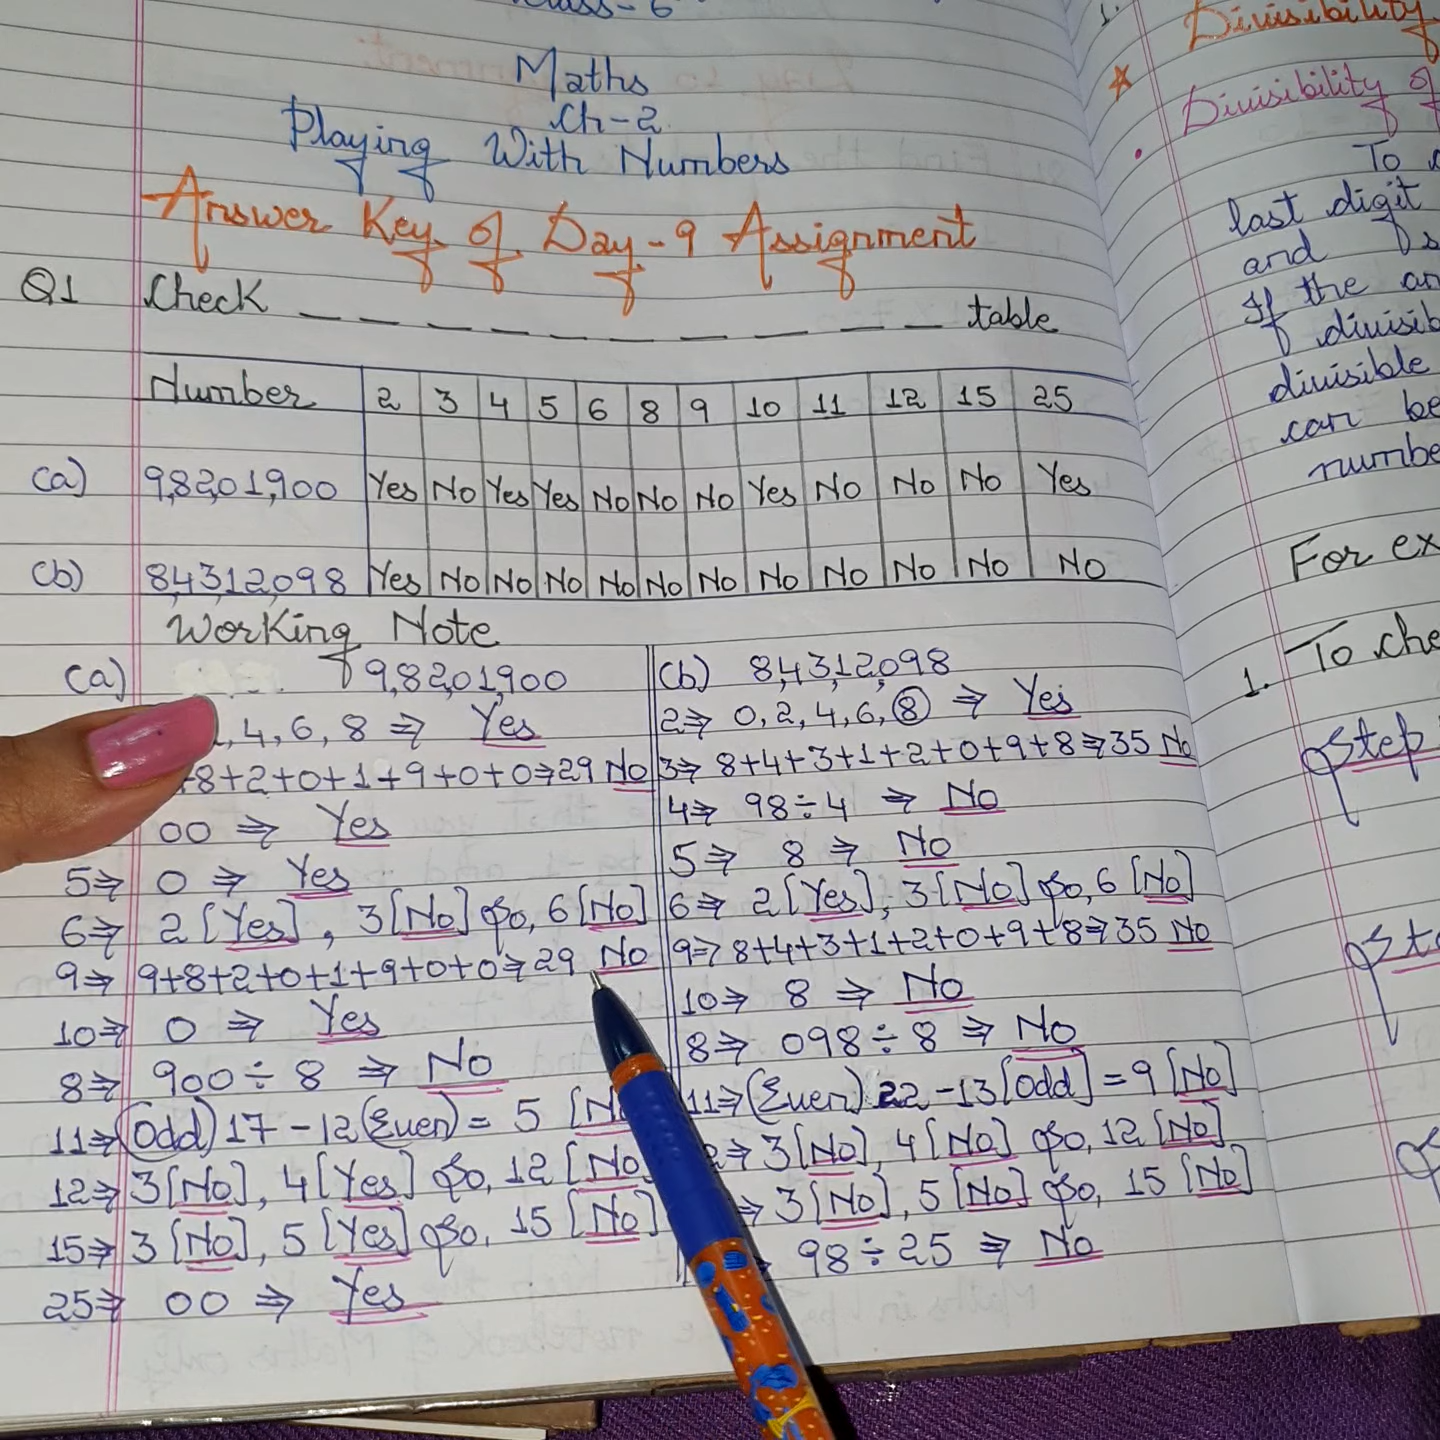 Class-6
Maths
Ch-2
Playing With Numbers
Answer Key of Day-9 Assignment
Q1 Check _ _ _ _ _ _ _ _ _ _ _ table
Number 2 3 4 5 6 8 9 10 11 12 15 25
(a) 9,82,01,900 Yes No Yes Yes No No No Yes No No No Yes
(b) 84,312,098 Yes No No No No No No No No No No No
Working Note
(a) 9,82,01,900
, 4, 6, 8 ⇒ Yes
+8+2+0+1+9+0+0⇒29 No
00 ⇒ Yes
5⇒ 0 ⇒ Yes
6⇒ 2[Yes], 3[No] So, 6[No]
9⇒ 9+8+2+0+1+9+0+0⇒29 No
10⇒ 0 ⇒ Yes
8⇒ 900÷8 ⇒ No
11⇒ (Odd) 17-12 (Even) = 5
12⇒ 3[No], 4[Yes] So, 12[No
15⇒ 3[No], 5[Yes] So, 15[No]
25⇒ 00 ⇒ Yes
(b) 8,43,12,098
2⇒ 0, 2, 4, 6, 8 ⇒ Yes
3⇒ 8+4+3+1+2+0+9+8⇒35 No
4⇒ 98÷4 ⇒ No
5⇒ 8 ⇒ No
6⇒ 2[Yes], 3[No] So, 6[No]
9⇒ 8+4+3+1+2+0+9+8⇒35 No
10⇒ 8 ⇒ No
8⇒ 098÷8 ⇒ No
11⇒ (Even) 22-13[Odd] = 9[No]
2⇒ 3[No], 4[No] So, 12[No]
⇒ 3[No], 5[No] So, 15[No]
98÷25 ⇒ No
1. Divisibility
Divisibility of
To
last digit
and
If the
divisib
divisible
can be
numbe
For ex
1. To che
Step